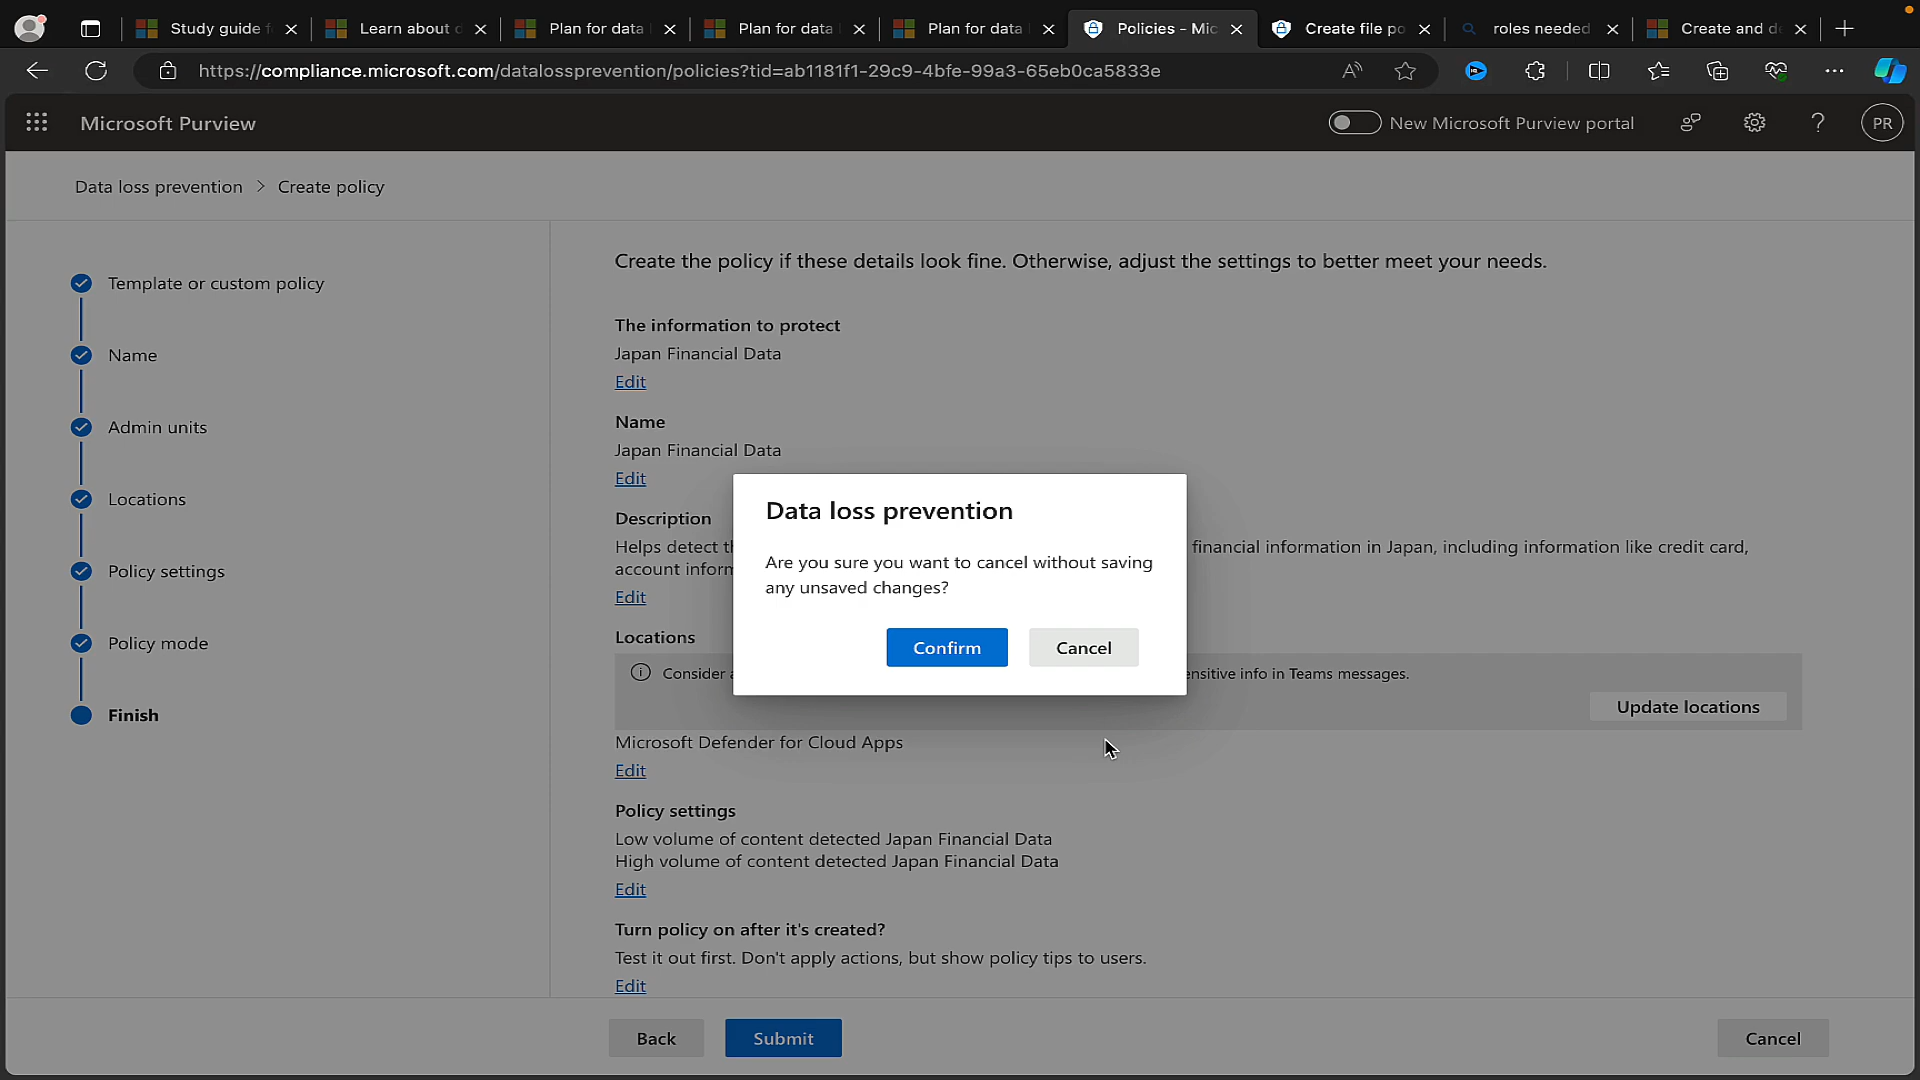 Study guide f
Learn about d
Plan for data
Plan for data
Plan for data
Policies - Mic
Create file po
roles needed
Create and de
https://compliance.microsoft.com/datalossprevention/policies?tid=ab1181f1-29c9-4bfe-99a3-65eb0ca5833e
Microsoft Purview
New Microsoft Purview portal
PR
Data loss prevention > Create policy
Template or custom policy
Name
Admin units
Locations
Policy settings
Policy mode
Finish
Create the policy if these details look fine. Otherwise, adjust the settings to better meet your needs.
The information to protect
Japan Financial Data
Edit
Name
Japan Financial Data
Edit
Description
Helps detect th
financial information in Japan, including information like credit card,
account inform
Edit
Locations
Consider a
ensitive info in Teams messages.
Update locations
Microsoft Defender for Cloud Apps
Edit
Policy settings
Low volume of content detected Japan Financial Data
High volume of content detected Japan Financial Data
Edit
Turn policy on after it's created?
Test it out first. Don't apply actions, but show policy tips to users.
Edit
Data loss prevention
Are you sure you want to cancel without saving
any unsaved changes?
Confirm
Cancel
Back
Submit
Cancel